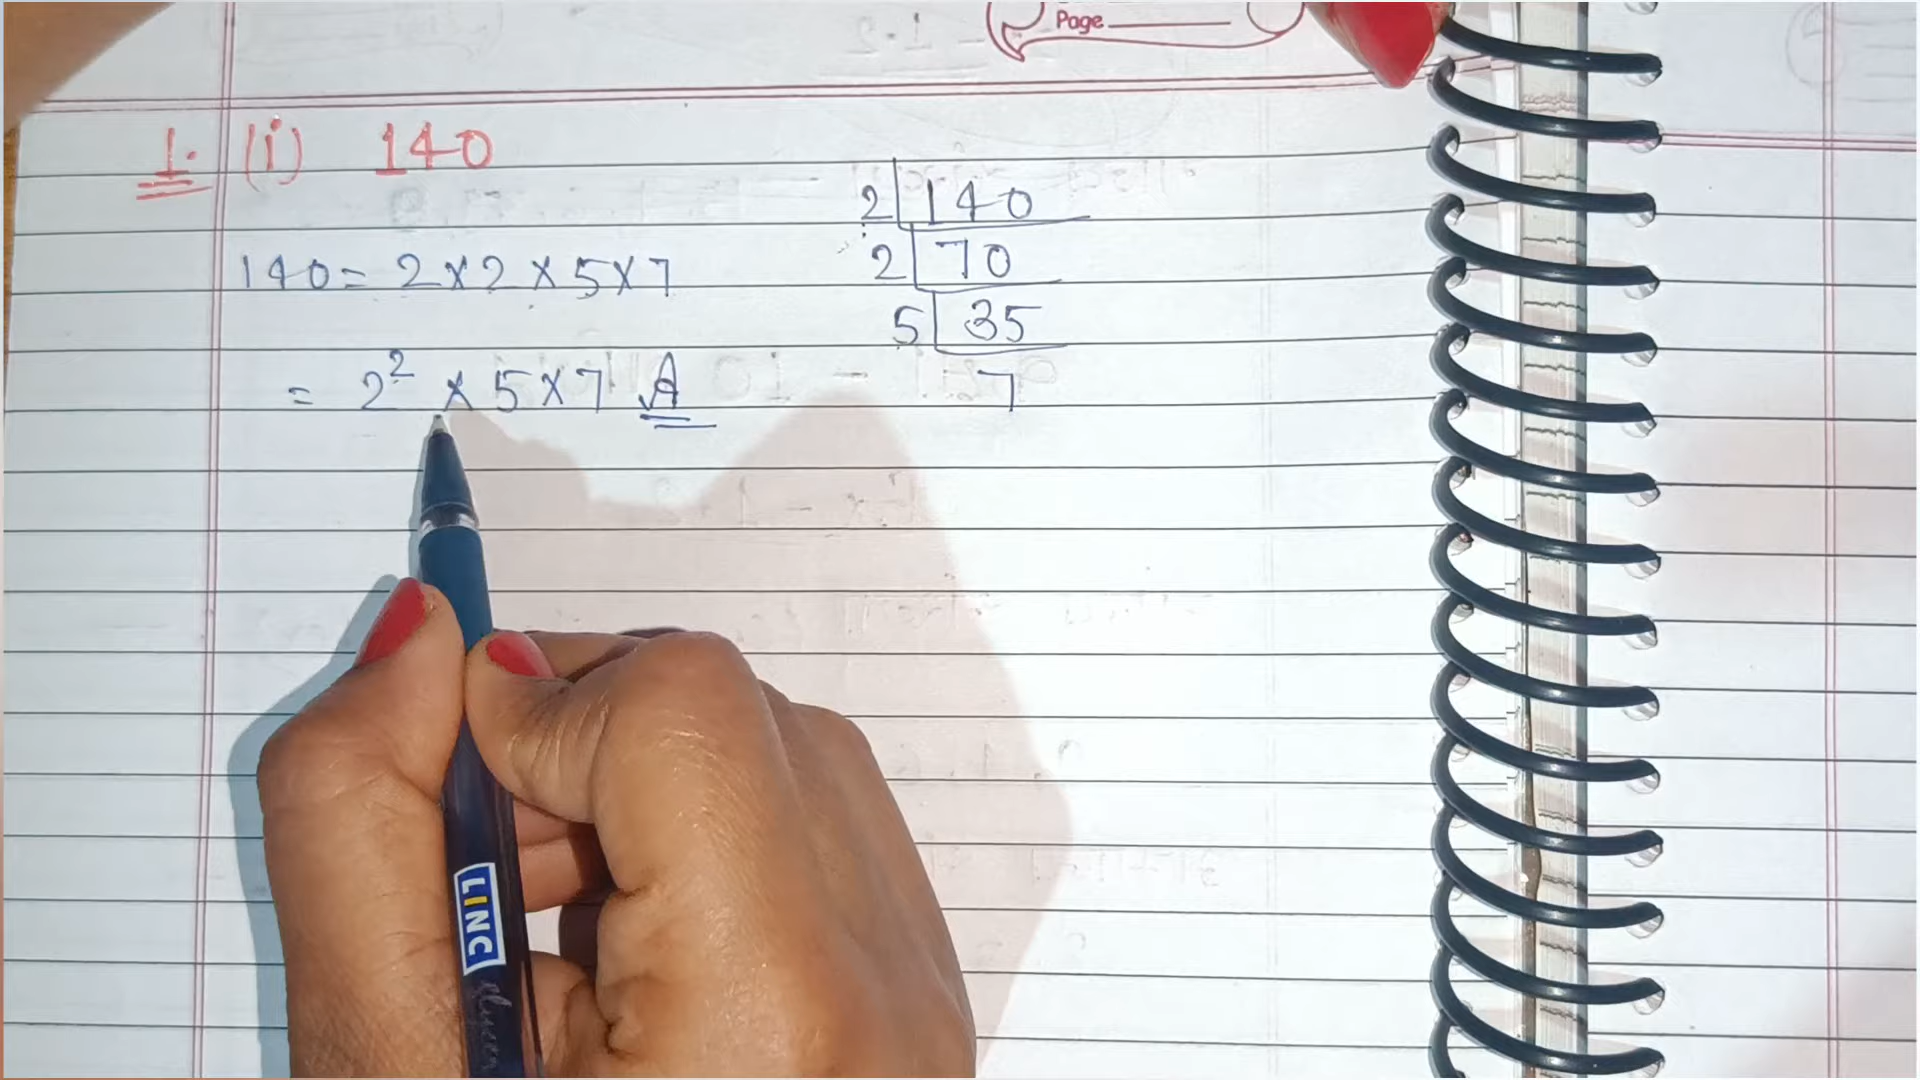 Page
1. (i) 140
140 = 2 × 2 × 5 × 7
= 2² × 5 × 7 A
2 | 140
2 | 70
5 | 35
7
LINC